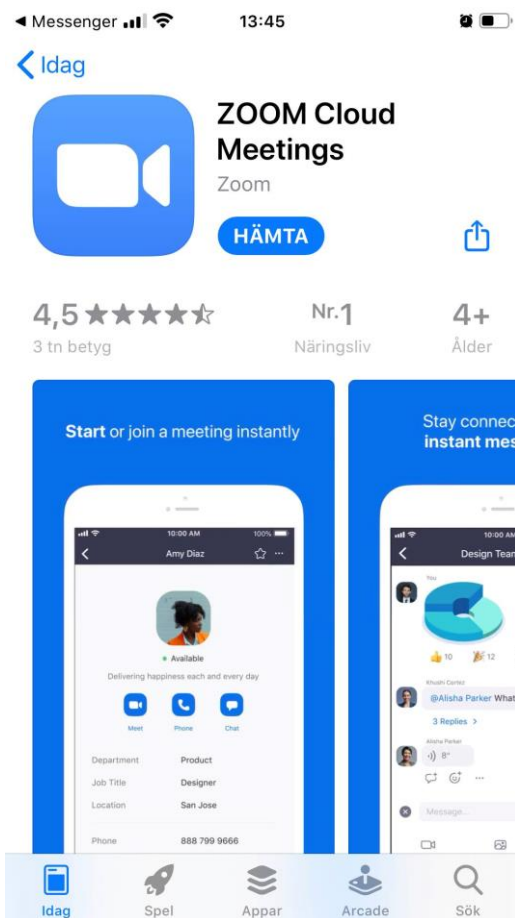 Messenger
13:45
Idag
ZOOM Cloud
Meetings
Zoom
HÄMTA
4,5
Nr.1
4+
3 tn betyg
Näringsliv
Ålder
Start or join a meeting instantly
10:00 AM
100%
Amy Diaz
Available
Delivering happiness each and every day
Meet
Phone
Chat
Department
Product
Job Title
Designer
Location
San Jose
Phone
888 799 9666
Stay connec
instant mes
10:00 AM
Design Team
You
10
12
Khushi Cortez
@Alisha Parker What
3 Replies >
Alisha Parker
8"
Message...
Idag
Spel
Appar
Arcade
Sök